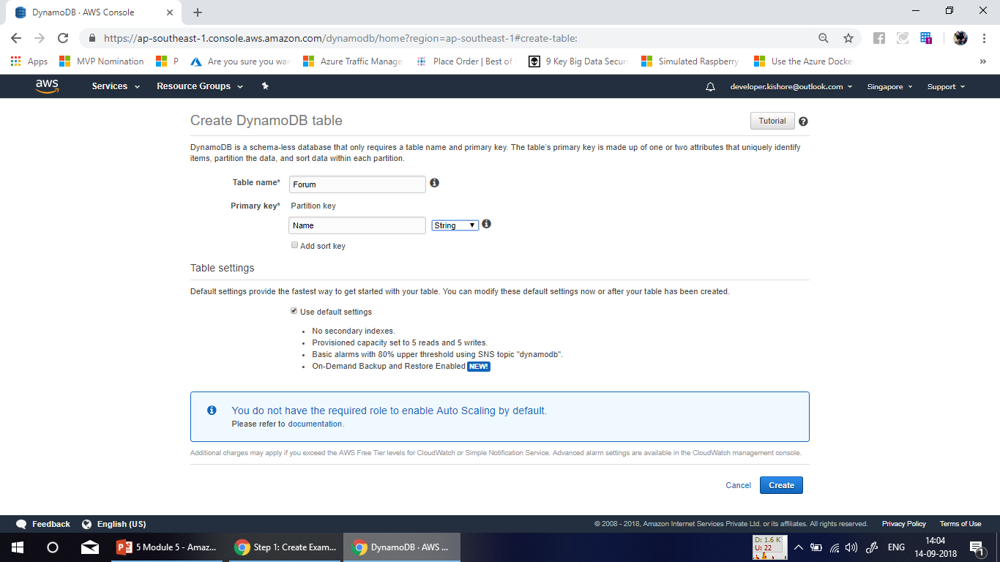 DynamoDB · AWS Console
https://ap-southeast-1.console.aws.amazon.com/dynamodb/home?region=ap-southeast-1#create-table:
Apps
MVP Nomination
P
Are you sure you wan
Azure Traffic Manage
Place Order | Best of
9 Key Big Data Securi
Simulated Raspberry
Use the Azure Docke
»
aws
Services
Resource Groups
developer.kishore@outlook.com
Singapore
Support
Create DynamoDB table
Tutorial
DynamoDB is a schema-less database that only requires a table name and primary key. The table's primary key is made up of one or two attributes that uniquely identify
items, partition the data, and sort data within each partition.
Table name*
Forum
Primary key*
Partition key
Name
String
Add sort key
Table settings
Default settings provide the fastest way to get started with your table. You can modify these default settings now or after your table has been created.
Use default settings
• No secondary indexes.
• Provisioned capacity set to 5 reads and 5 writes.
• Basic alarms with 80% upper threshold using SNS topic "dynamodb".
• On-Demand Backup and Restore Enabled NEW!
You do not have the required role to enable Auto Scaling by default.
Please refer to documentation.
Additional charges may apply if you exceed the AWS Free Tier levels for CloudWatch or Simple Notification Service. Advanced alarm settings are available in the CloudWatch management console.
Cancel
Create
Feedback
English (US)
© 2008 - 2018, Amazon Internet Services Private Ltd. or its affiliates. All rights reserved.
Privacy Policy
Terms of Use
5 Module 5 - Amaz...
Step 1: Create Exam...
DynamoDB · AWS ...
D: 1.6 K
U: 22
ENG
14:04
14-09-2018
1